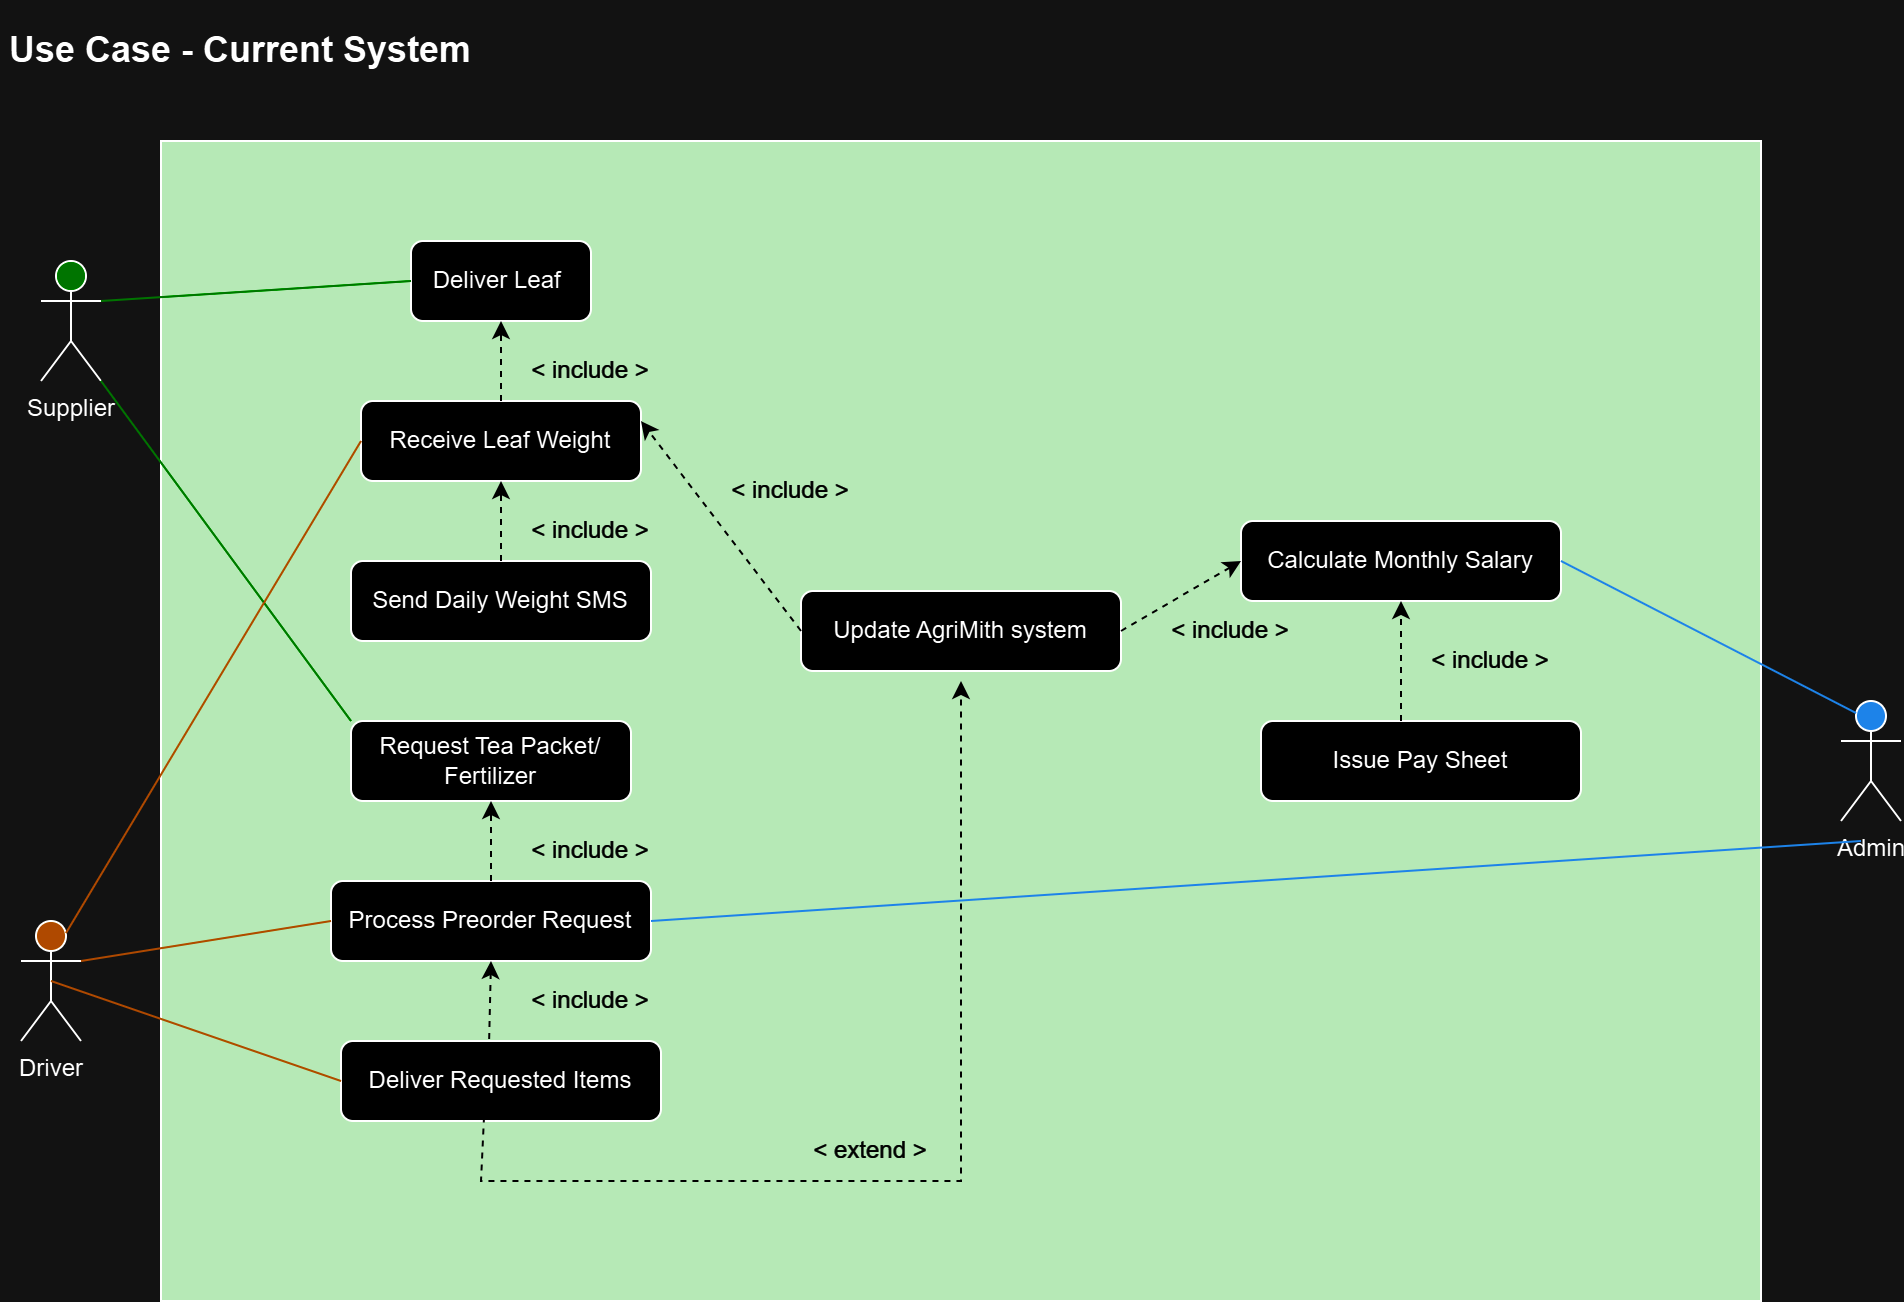 Use Case - Current System
Deliver Leaf
< include >
Supplier
Receive Leaf Weight
< include >
< include >
Send Daily Weight SMS
Update AgriMith system
Calculate Monthly Salary
< include >
< include >
Request Tea Packet/
Fertilizer
Issue Pay Sheet
< include >
Admin
Process Preorder Request
< include >
Driver
Deliver Requested Items
< extend >